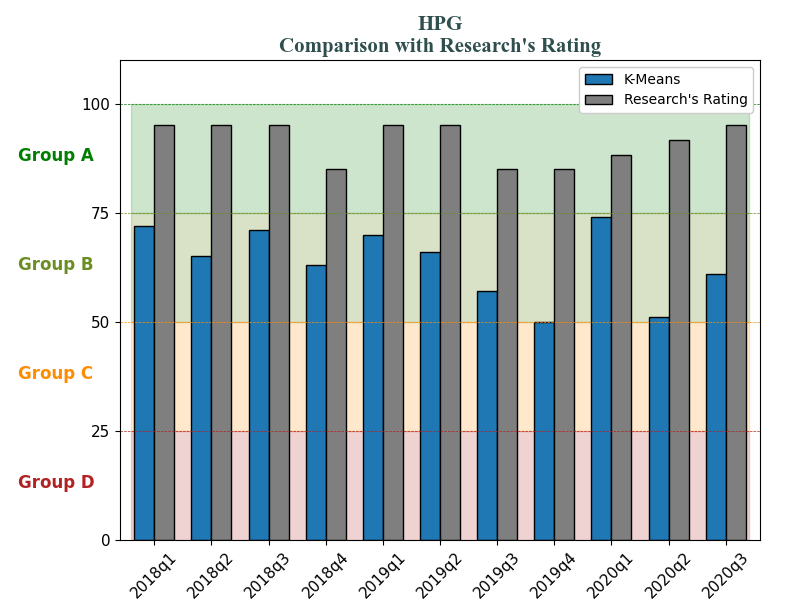 HPG
Comparison with Research's Rating
K-Means
Research's Rating
100
Group A
75
Group B
50
Group C
25
Group D
0
2018q1
2018q2
2018q3
2018q4
2019q1
2019q2
2019q3
2019q4
2020q1
2020q2
2020q3